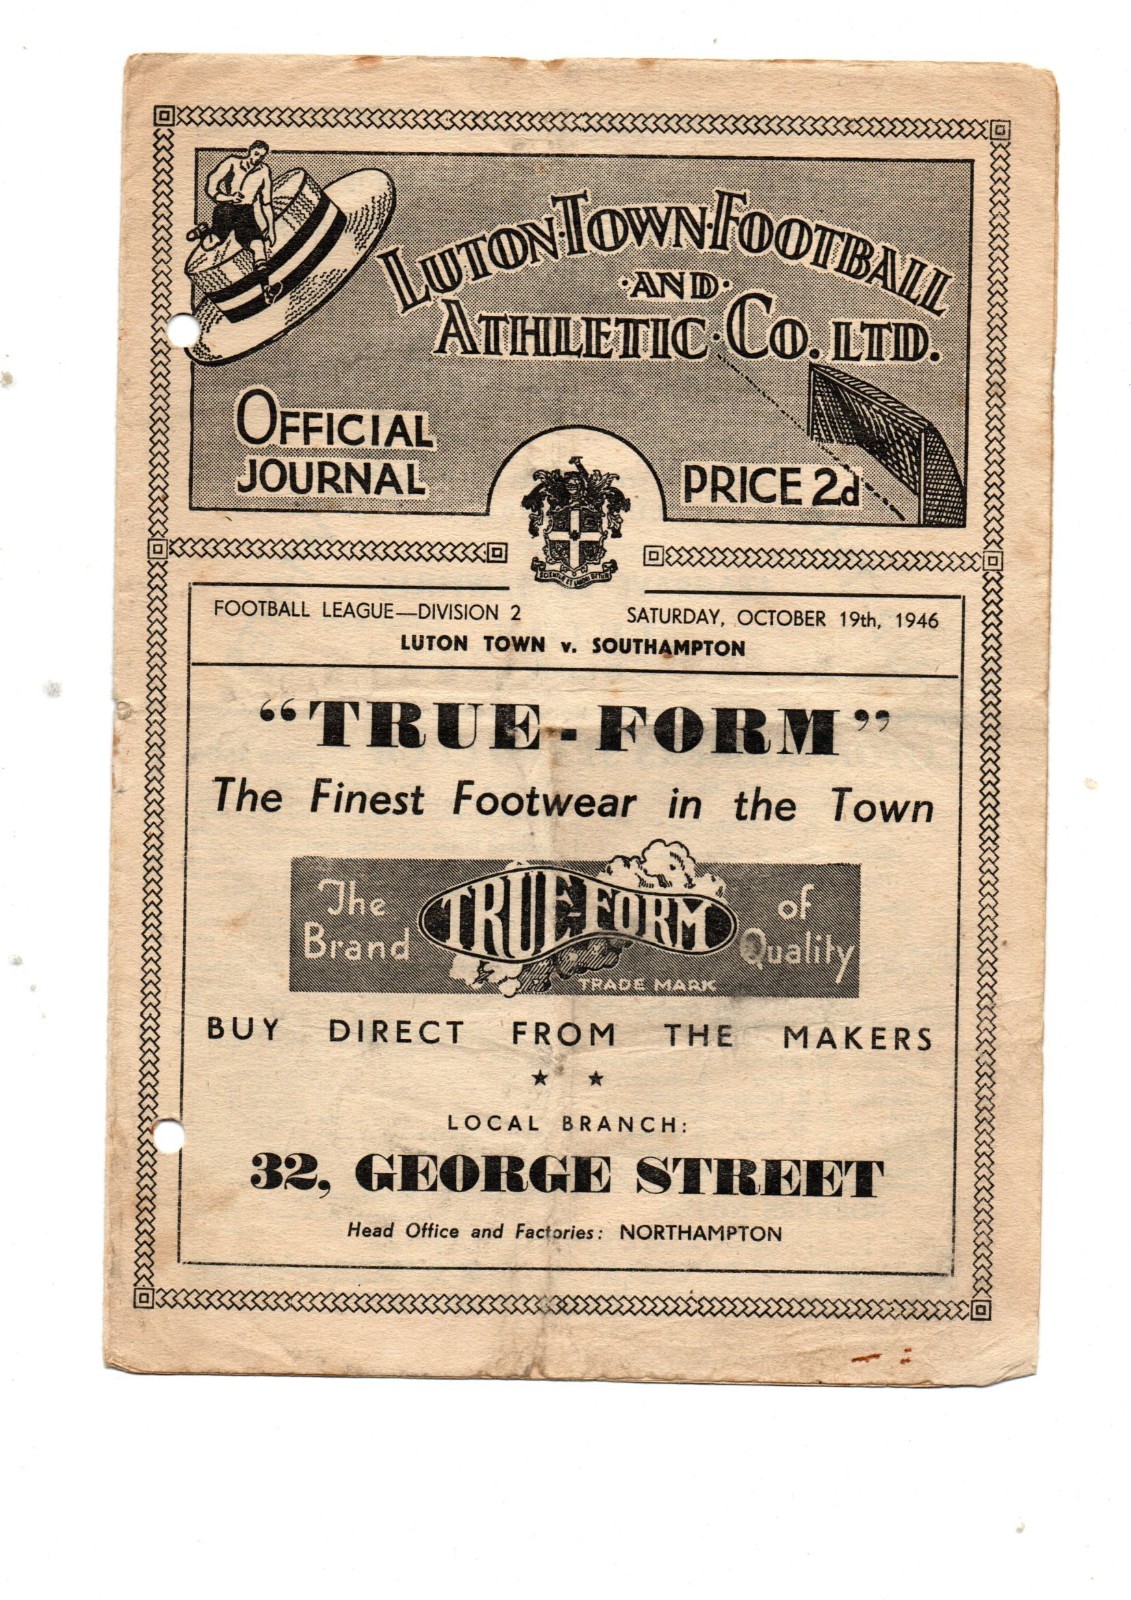 LUTON·TOWN·FOOTBALL
·AND·
ATHLETIC·CO. LTD.
OFFICIAL
JOURNAL
PRICE 2d
FOOTBALL LEAGUE—DIVISION 2 SATURDAY, OCTOBER 19th, 1946
LUTON TOWN v. SOUTHAMPTON
“TRUE-FORM”
The Finest Footwear in the Town
The
Brand
TRUE-FORM
of
Quality
TRADE MARK
BUY DIRECT FROM THE MAKERS
★ ★
LOCAL BRANCH:
32, GEORGE STREET
Head Office and Factories: NORTHAMPTON